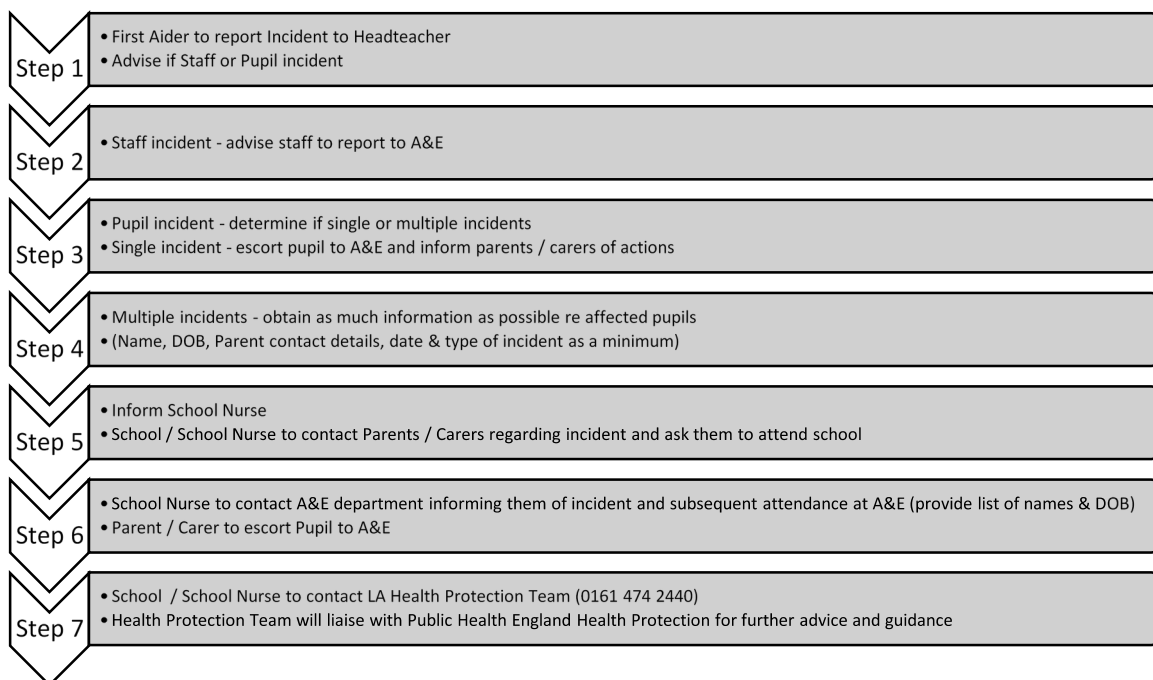 Step 1
• First Aider to report Incident to Headteacher
• Advise if Staff or Pupil incident
Step 2
• Staff incident - advise staff to report to A&E
Step 3
• Pupil incident - determine if single or multiple incidents
• Single incident - escort pupil to A&E and inform parents / carers of actions
Step 4
• Multiple incidents - obtain as much information as possible re affected pupils
• (Name, DOB, Parent contact details, date & type of incident as a minimum)
Step 5
• Inform School Nurse
• School / School Nurse to contact Parents / Carers regarding incident and ask them to attend school
Step 6
• School Nurse to contact A&E department informing them of incident and subsequent attendance at A&E (provide list of names & DOB)
• Parent / Carer to escort Pupil to A&E
Step 7
• School / School Nurse to contact LA Health Protection Team (0161 474 2440)
• Health Protection Team will liaise with Public Health England Health Protection for further advice and guidance